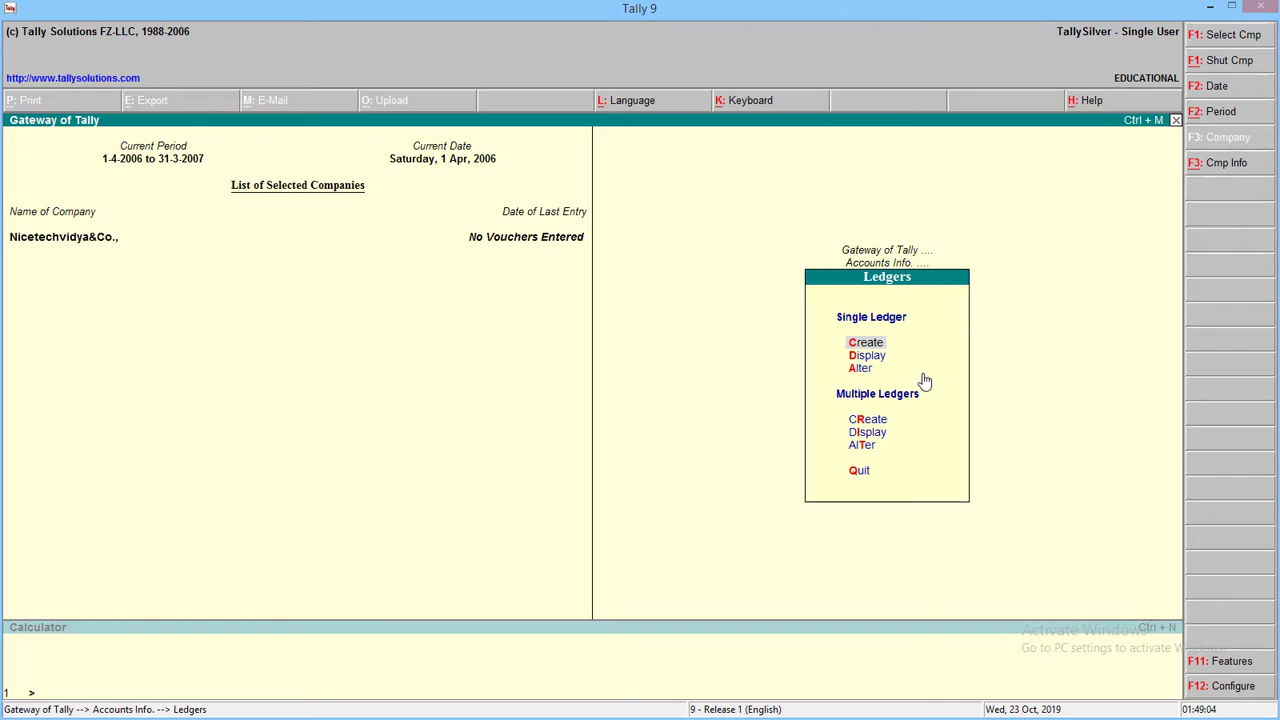 Tally
Tally 9
(c) Tally Solutions FZ-LLC, 1988-2006
TallySilver - Single User
http://www.tallysolutions.com
EDUCATIONAL
P: Print
E: Export
M: E-Mail
O: Upload
L: Language
K: Keyboard
H: Help
Gateway of Tally
Ctrl + M
Current Period
1-4-2006 to 31-3-2007
Current Date
Saturday, 1 Apr, 2006
List of Selected Companies
Name of Company
Date of Last Entry
Nicetechvidya&Co.,
No Vouchers Entered
Gateway of Tally ....
Accounts Info. ....
Ledgers
Single Ledger
Create
Display
Alter
Multiple Ledgers
CReate
DIsplay
AlTer
Quit
F1: Select Cmp
F1: Shut Cmp
F2: Date
F2: Period
F3: Company
F3: Cmp Info
F11: Features
F12: Configure
Calculator
Ctrl + N
Activate Windows
Go to PC settings to activate Windows.
1 >
Gateway of Tally --> Accounts Info. --> Ledgers
9 - Release 1 (English)
Wed, 23 Oct, 2019
01:49:04